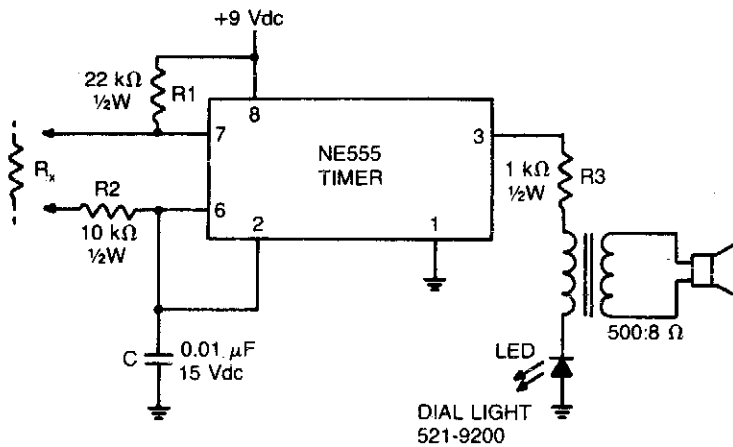 +9 Vdc
22 kΩ
½W
R1
8
7
3
NE555
TIMER
Rx
R2
10 kΩ
½W
6
2
1
1 kΩ
½W
R3
C
0.01 µF
15 Vdc
500:8 Ω
LED
DIAL LIGHT
521-9200